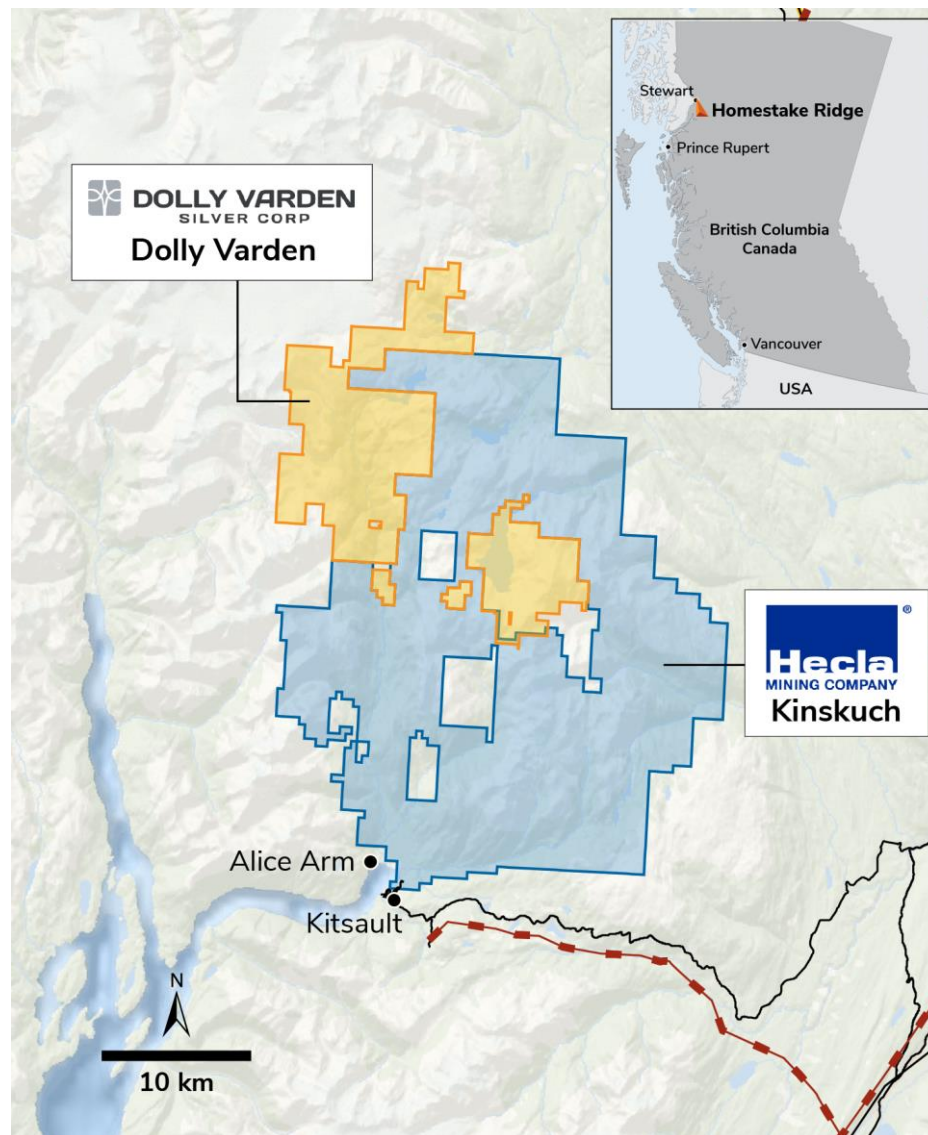 Stewart
Homestake Ridge
Prince Rupert
British Columbia
Canada
Vancouver
USA
DOLLY VARDEN
SILVER CORP
Dolly Varden
Hecla®
MINING COMPANY
Kinskuch
Alice Arm
Kitsault
N
10 km